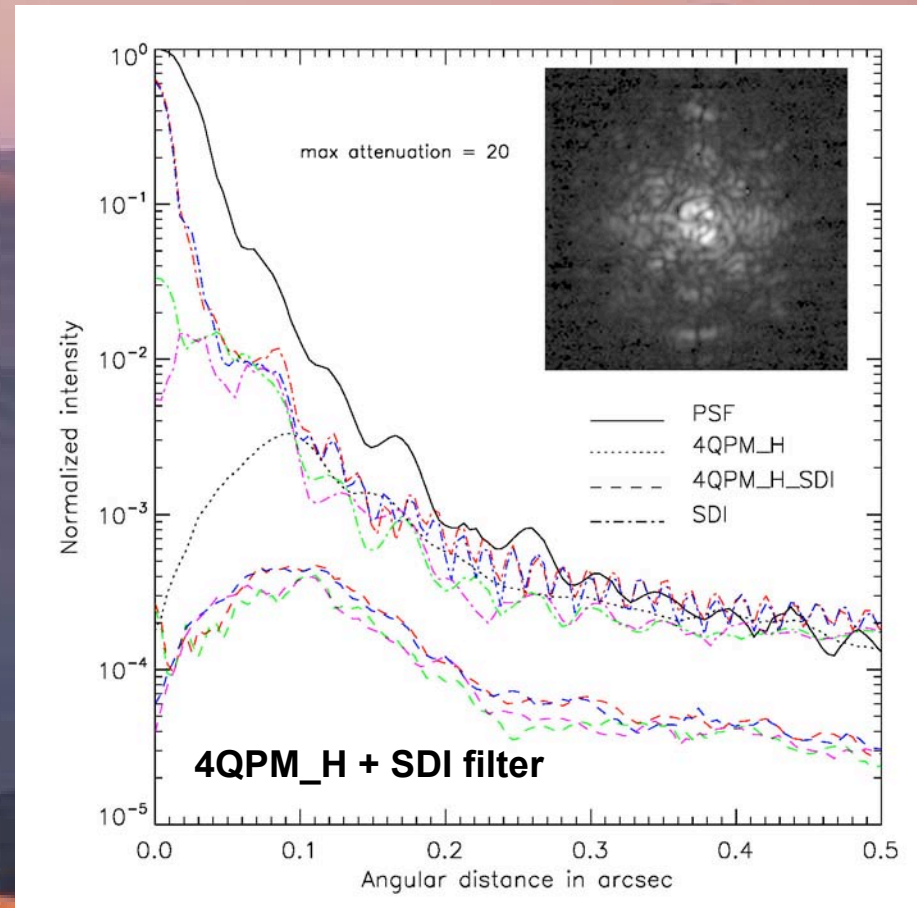 10^0
10^-1
10^-2
10^-3
10^-4
10^-5
Normalized intensity
max attenuation = 20
PSF
4QPM_H
4QPM_H_SDI
SDI
4QPM_H + SDI filter
0.0 0.1 0.2 0.3 0.4 0.5
Angular distance in arcsec